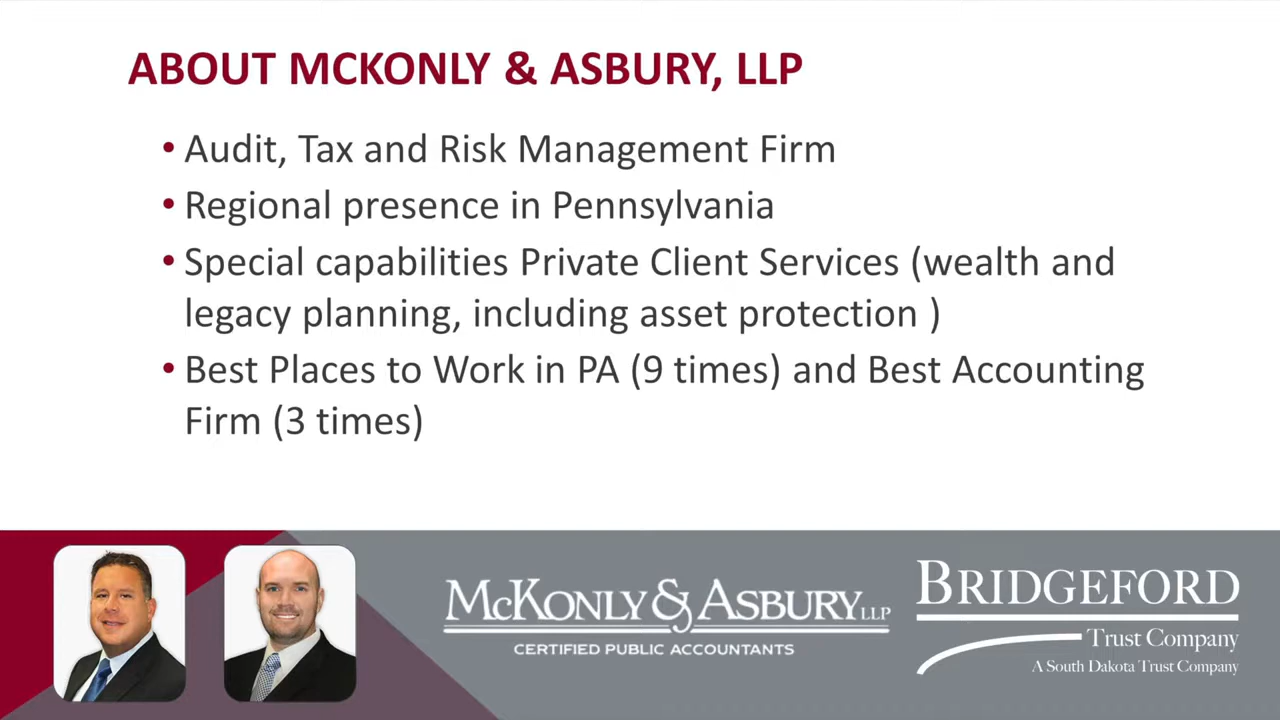 ABOUT MCKONLY & ASBURY, LLP
• Audit, Tax and Risk Management Firm
• Regional presence in Pennsylvania
• Special capabilities Private Client Services (wealth and
legacy planning, including asset protection )
• Best Places to Work in PA (9 times) and Best Accounting
Firm (3 times)
MCKONLY & ASBURY LLP
CERTIFIED PUBLIC ACCOUNTANTS
BRIDGEFORD
Trust Company
A South Dakota Trust Company